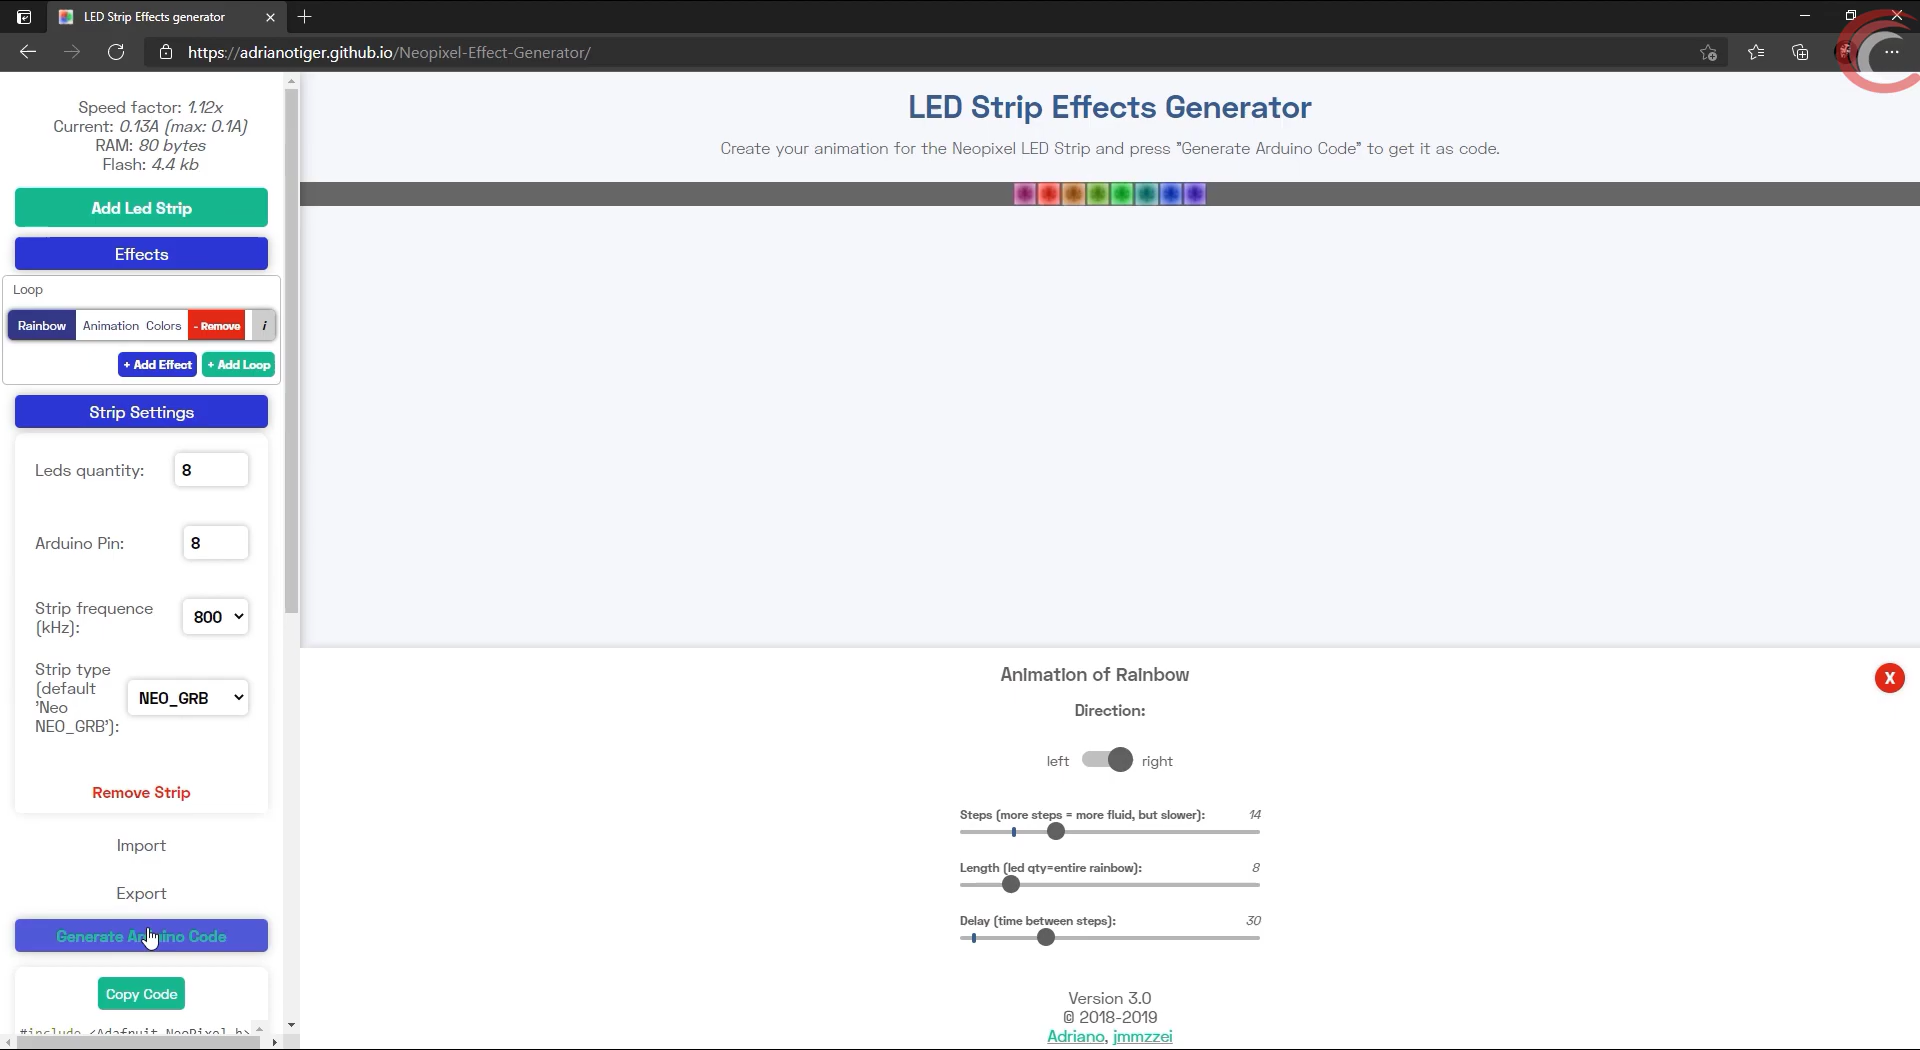 LED Strip Effects generator
https://adrianotiger.github.io/Neopixel-Effect-Generator/
Speed factor: 1.12x
Current: 0.13A (max: 0.1A)
RAM: 80 bytes
Flash: 4.4 kb
Add Led Strip
Effects
Loop
Rainbow Animation Colors - Remove i
+ Add Effect + Add Loop
Strip Settings
Leds quantity: 8
Arduino Pin: 8
Strip frequence
(kHz): 800
Strip type
(default
'Neo
NEO_GRB'): NEO_GRB
Remove Strip
Import
Export
Generate Arduino Code
Copy Code
#include <Adafruit_NeoPixel.h>
LED Strip Effects Generator
Create your animation for the Neopixel LED Strip and press "Generate Arduino Code" to get it as code.
Animation of Rainbow
X
Direction:
left right
Steps (more steps = more fluid, but slower): 14
Length (led qty=entire rainbow): 8
Delay (time between steps): 30
Version 3.0
© 2018-2019
Adriano, jmmzzei